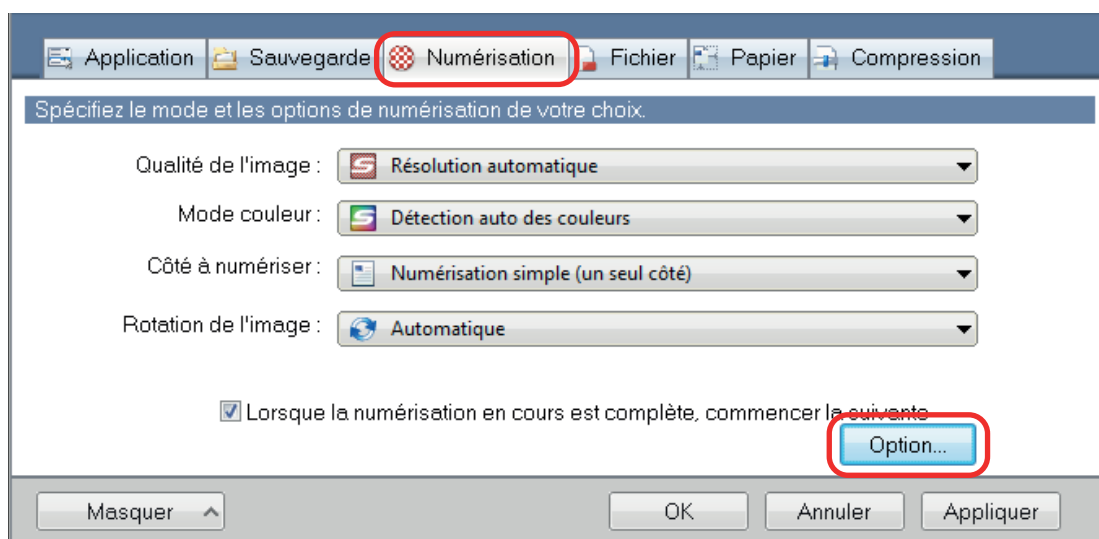 Application Sauvegarde Numérisation Fichier Papier Compression
Spécifiez le mode et les options de numérisation de votre choix.
Qualité de l'image : Résolution automatique
Mode couleur : Détection auto des couleurs
Côté à numériser : Numérisation simple (un seul côté)
Rotation de l'image : Automatique
Lorsque la numérisation en cours est complète, commencer la suivante
Option...
Masquer OK Annuler Appliquer